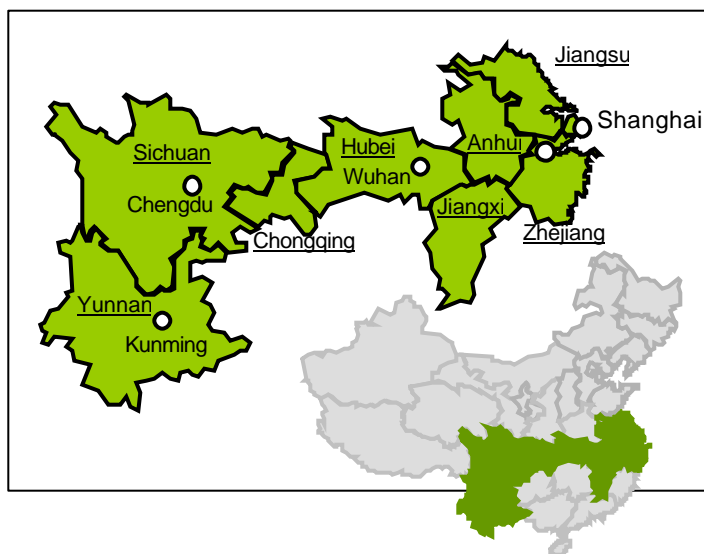 Jiangsu
Shanghai
Sichuan
Hubei
Anhui
Wuhan
Chengdu
Jiangxi
Zhejiang
Chongqing
Yunnan
Kunming